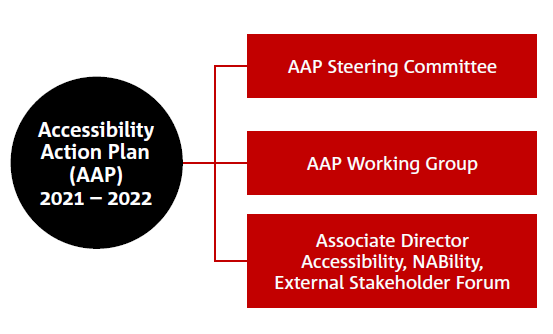 Accessibility
Action Plan
(AAP)
2021 – 2022
AAP Steering Committee
AAP Working Group
Associate Director
Accessibility, NABility,
External Stakeholder Forum